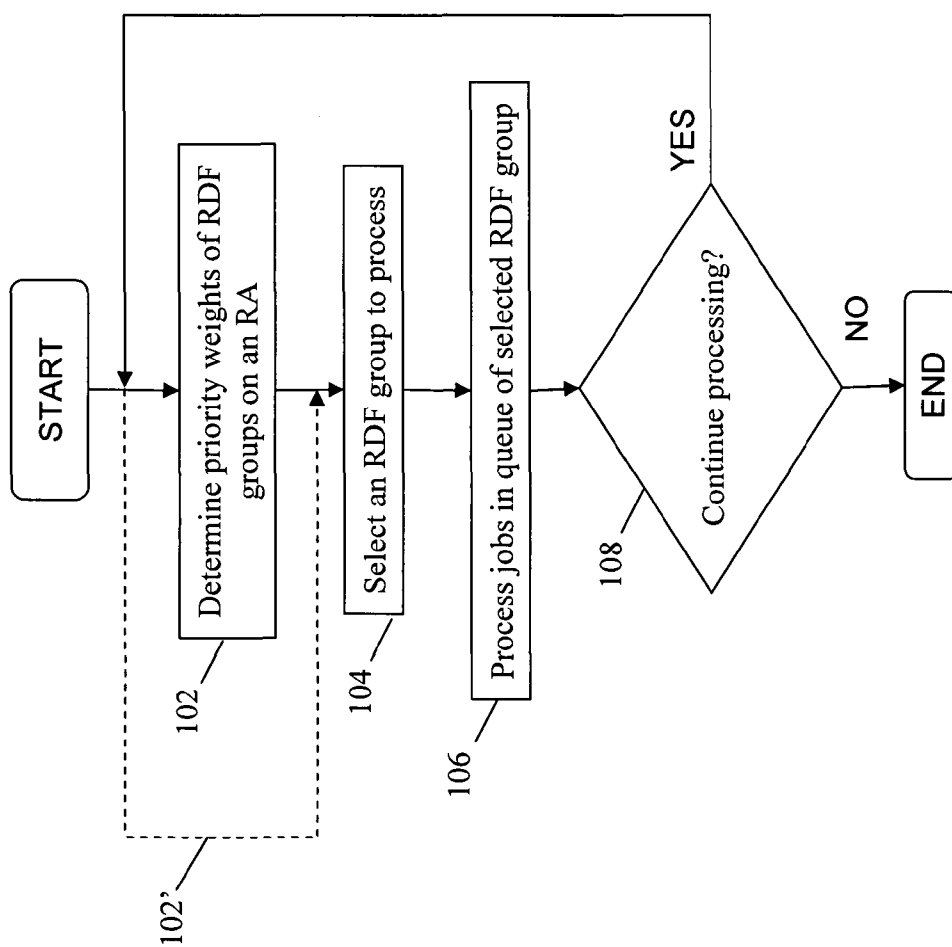 START
Determine priority weights of RDF
groups on an RA
102
102'
Select an RDF group to process
104
Process jobs in queue of selected RDF group
106
Continue processing?
108
YES
NO
END